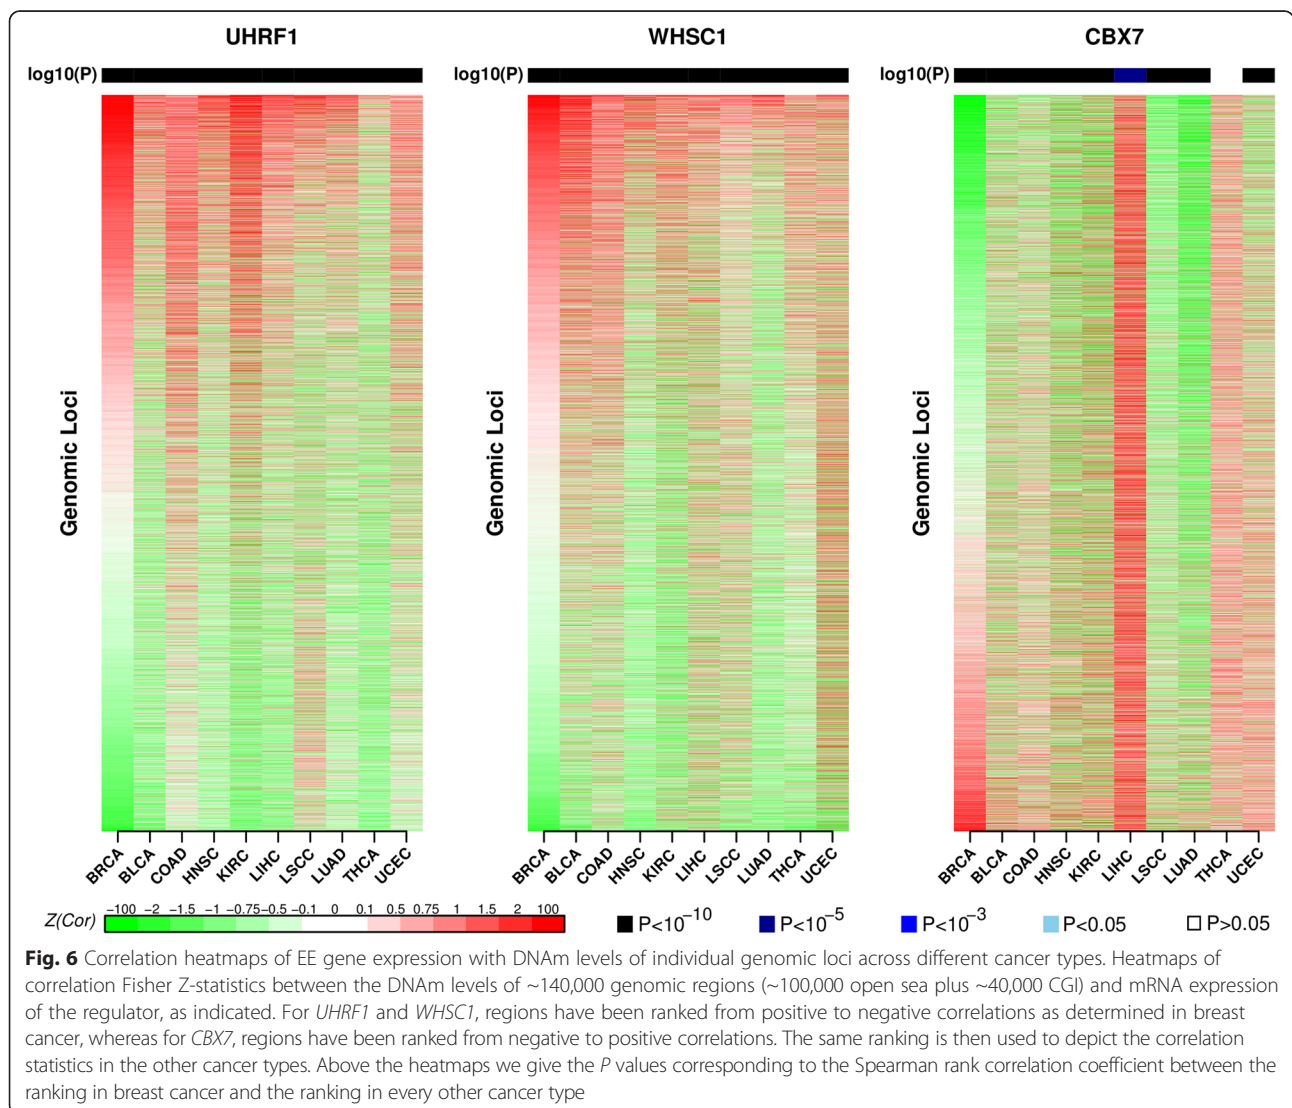 UHRF1 WHSC1 CBX7
log10(P) log10(P) log10(P)
Genomic Loci Genomic Loci Genomic Loci
BRCA BLCA COAD HNSC KIRC LIHC LSCC LUAD THCA UCEC BRCA BLCA COAD HNSC KIRC LIHC LSCC LUAD THCA UCEC BRCA BLCA COAD HNSC KIRC LIHC LSCC LUAD THCA UCEC
−100 −2 −1.5 −1 −0.75 −0.5 −0.1 0 0.1 0.5 0.75 1 1.5 2 100
Z(Cor) P<10⁻¹⁰ P<10⁻⁵ P<10⁻³ P<0.05 P>0.05
Fig. 6 Correlation heatmaps of EE gene expression with DNAm levels of individual genomic loci across different cancer types. Heatmaps of
correlation Fisher Z-statistics between the DNAm levels of ~140,000 genomic regions (~100,000 open sea plus ~40,000 CGI) and mRNA expression
of the regulator, as indicated. For UHRF1 and WHSC1, regions have been ranked from positive to negative correlations as determined in breast
cancer, whereas for CBX7, regions have been ranked from negative to positive correlations. The same ranking is then used to depict the correlation
statistics in the other cancer types. Above the heatmaps we give the P values corresponding to the Spearman rank correlation coefficient between the
ranking in breast cancer and the ranking in every other cancer type